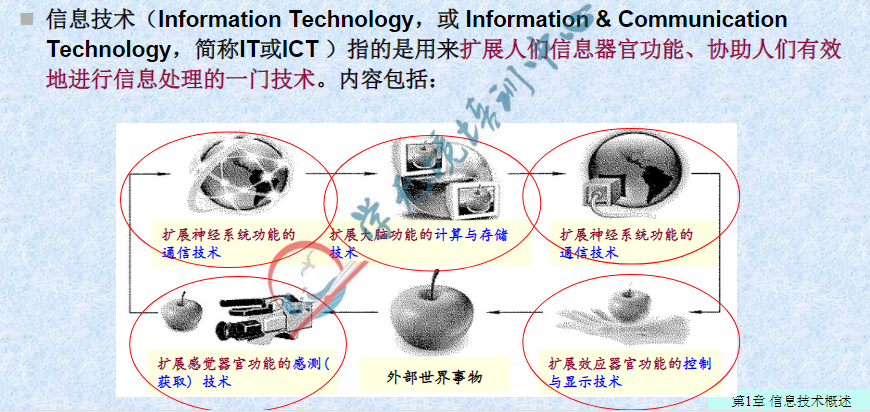 信息技术（Information Technology，或 Information & Communication
Technology，简称IT或ICT ）指的是用来扩展人们信息器官功能、协助人们有效
地进行信息处理的一门技术。内容包括：
扩展神经系统功能的
通信技术
扩展大脑功能的计算与存储
技术
扩展神经系统功能的
通信技术
扩展感觉器官功能的感测(
获取) 技术
外部世界事物
扩展效应器官功能的控制
与显示技术
第1章 信息技术概述